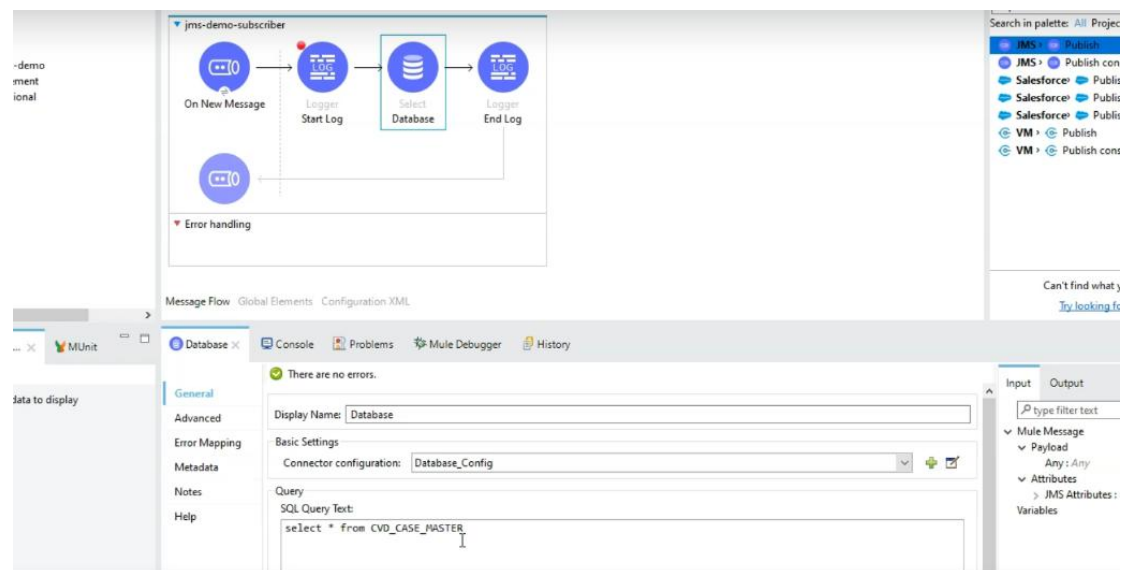 jms-demo-subscriber
Search in palette: All Projec
JMS > Publish
-demo
JMS > Publish con
ement
Salesforce Publis
ional
Salesforce Publis
On New Message
Logger
Select
Logger
Salesforce Publis
Start Log
Database
End Log
VM > Publish
VM > Publish cons
LOG
LOG
Error handling
Can't find what y
Message Flow Global Elements Configuration XML
Try looking fo
... MUnit
Database Console Problems Mule Debugger History
There are no errors.
data to display
General
Advanced
Error Mapping
Metadata
Notes
Help
Display Name: Database
Basic Settings
Connector configuration: Database_Config
Query
SQL Query Text:
select * from CVD_CASE_MASTER
Input Output
type filter text
Mule Message
Payload
Any : Any
Attributes
JMS Attributes :
Variables